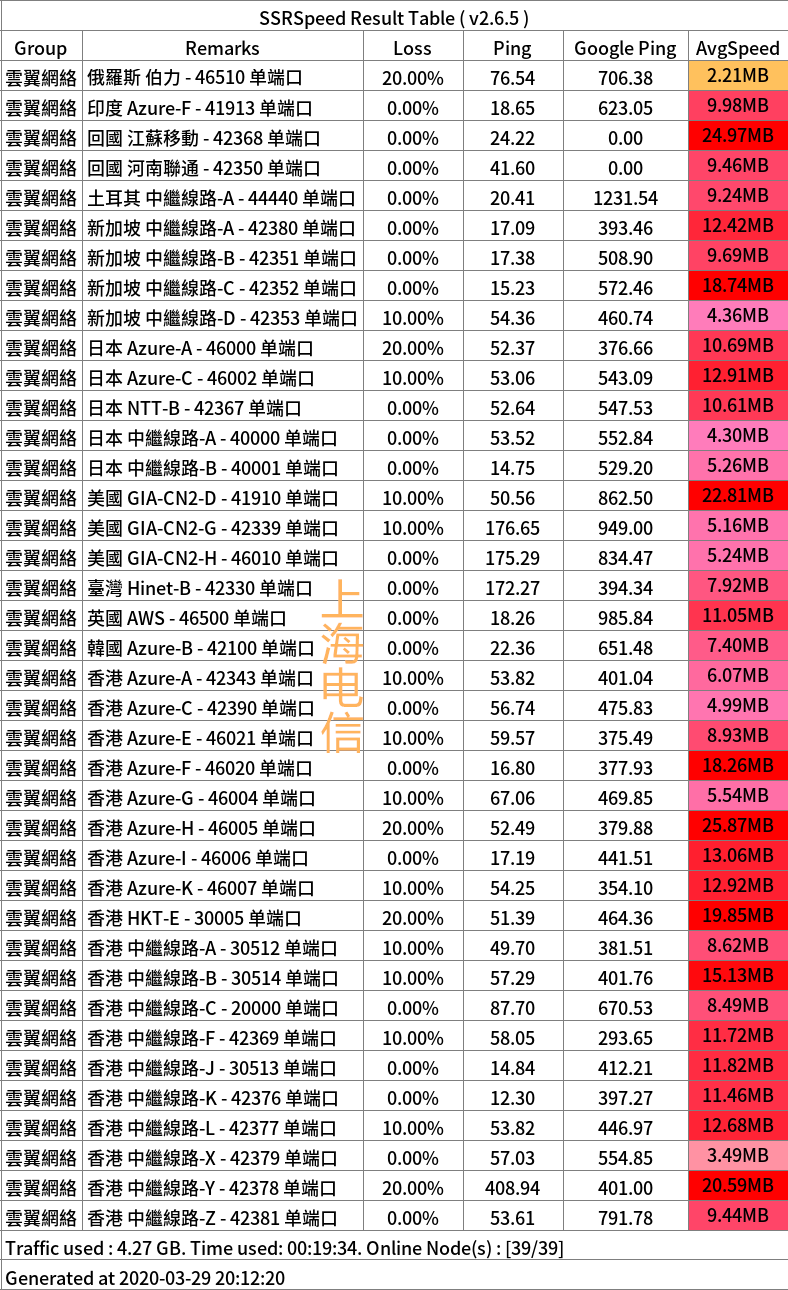 SSRSpeed Result Table ( v2.6.5 )
Group Remarks Loss Ping Google Ping AvgSpeed
雲翼網絡 俄羅斯 伯力 - 46510 单端口 20.00% 76.54 706.38 2.21MB
雲翼網絡 印度 Azure-F - 41913 单端口 0.00% 18.65 623.05 9.98MB
雲翼網絡 回國 江蘇移動 - 42368 单端口 0.00% 24.22 0.00 24.97MB
雲翼網絡 回國 河南聯通 - 42350 单端口 0.00% 41.60 0.00 9.46MB
雲翼網絡 土耳其 中繼線路-A - 44440 单端口 0.00% 20.41 1231.54 9.24MB
雲翼網絡 新加坡 中繼線路-A - 42380 单端口 0.00% 17.09 393.46 12.42MB
雲翼網絡 新加坡 中繼線路-B - 42351 单端口 0.00% 17.38 508.90 9.69MB
雲翼網絡 新加坡 中繼線路-C - 42352 单端口 0.00% 15.23 572.46 18.74MB
雲翼網絡 新加坡 中繼線路-D - 42353 单端口 10.00% 54.36 460.74 4.36MB
雲翼網絡 日本 Azure-A - 46000 单端口 20.00% 52.37 376.66 10.69MB
雲翼網絡 日本 Azure-C - 46002 单端口 10.00% 53.06 543.09 12.91MB
雲翼網絡 日本 NTT-B - 42367 单端口 0.00% 52.64 547.53 10.61MB
雲翼網絡 日本 中繼線路-A - 40000 单端口 0.00% 53.52 552.84 4.30MB
雲翼網絡 日本 中繼線路-B - 40001 单端口 0.00% 14.75 529.20 5.26MB
雲翼網絡 美國 GIA-CN2-D - 41910 单端口 10.00% 50.56 862.50 22.81MB
雲翼網絡 美國 GIA-CN2-G - 42339 单端口 10.00% 176.65 949.00 5.16MB
雲翼網絡 美國 GIA-CN2-H - 46010 单端口 0.00% 175.29 834.47 5.24MB
雲翼網絡 臺灣 Hinet-B - 42330 单端口 0.00% 172.27 394.34 7.92MB
雲翼網絡 英國 AWS - 46500 单端口 0.00% 18.26 985.84 11.05MB
雲翼網絡 韓國 Azure-B - 42100 单端口 0.00% 22.36 651.48 7.40MB
雲翼網絡 香港 Azure-A - 42343 单端口 10.00% 53.82 401.04 6.07MB
雲翼網絡 香港 Azure-C - 42390 单端口 0.00% 56.74 475.83 4.99MB
雲翼網絡 香港 Azure-E - 46021 单端口 10.00% 59.57 375.49 8.93MB
雲翼網絡 香港 Azure-F - 46020 单端口 0.00% 16.80 377.93 18.26MB
雲翼網絡 香港 Azure-G - 46004 单端口 10.00% 67.06 469.85 5.54MB
雲翼網絡 香港 Azure-H - 46005 单端口 20.00% 52.49 379.88 25.87MB
雲翼網絡 香港 Azure-I - 46006 单端口 0.00% 17.19 441.51 13.06MB
雲翼網絡 香港 Azure-K - 46007 单端口 10.00% 54.25 354.10 12.92MB
雲翼網絡 香港 HKT-E - 30005 单端口 20.00% 51.39 464.36 19.85MB
雲翼網絡 香港 中繼線路-A - 30512 单端口 10.00% 49.70 381.51 8.62MB
雲翼網絡 香港 中繼線路-B - 30514 单端口 10.00% 57.29 401.76 15.13MB
雲翼網絡 香港 中繼線路-C - 20000 单端口 0.00% 87.70 670.53 8.49MB
雲翼網絡 香港 中繼線路-F - 42369 单端口 10.00% 58.05 293.65 11.72MB
雲翼網絡 香港 中繼線路-J - 30513 单端口 0.00% 14.84 412.21 11.82MB
雲翼網絡 香港 中繼線路-K - 42376 单端口 0.00% 12.30 397.27 11.46MB
雲翼網絡 香港 中繼線路-L - 42377 单端口 10.00% 53.82 446.97 12.68MB
雲翼網絡 香港 中繼線路-X - 42379 单端口 0.00% 57.03 554.85 3.49MB
雲翼網絡 香港 中繼線路-Y - 42378 单端口 20.00% 408.94 401.00 20.59MB
雲翼網絡 香港 中繼線路-Z - 42381 单端口 0.00% 53.61 791.78 9.44MB
Traffic used : 4.27 GB. Time used: 00:19:34. Online Node(s) : [39/39]
Generated at 2020-03-29 20:12:20
上海电信